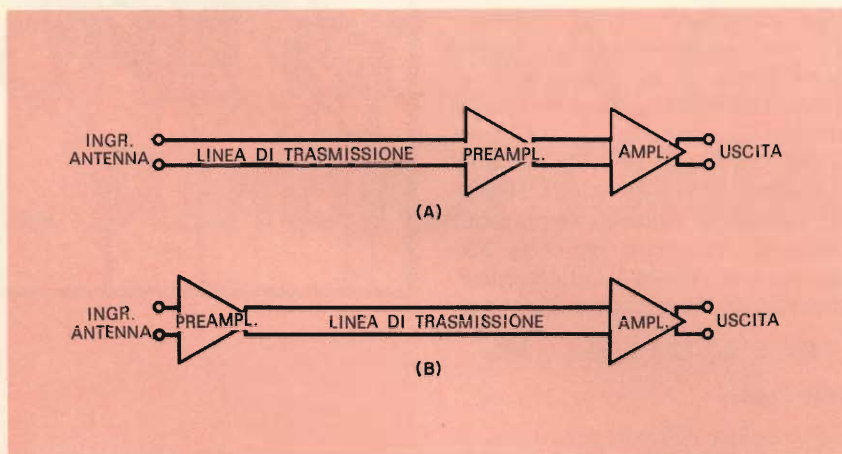 INGR.
ANTENNA
LINEA DI TRASMISSIONE
PREAMPL.
AMPL.
USCITA
(A)
INGR.
ANTENNA
PREAMPL.
LINEA DI TRASMISSIONE
AMPL.
USCITA
(B)